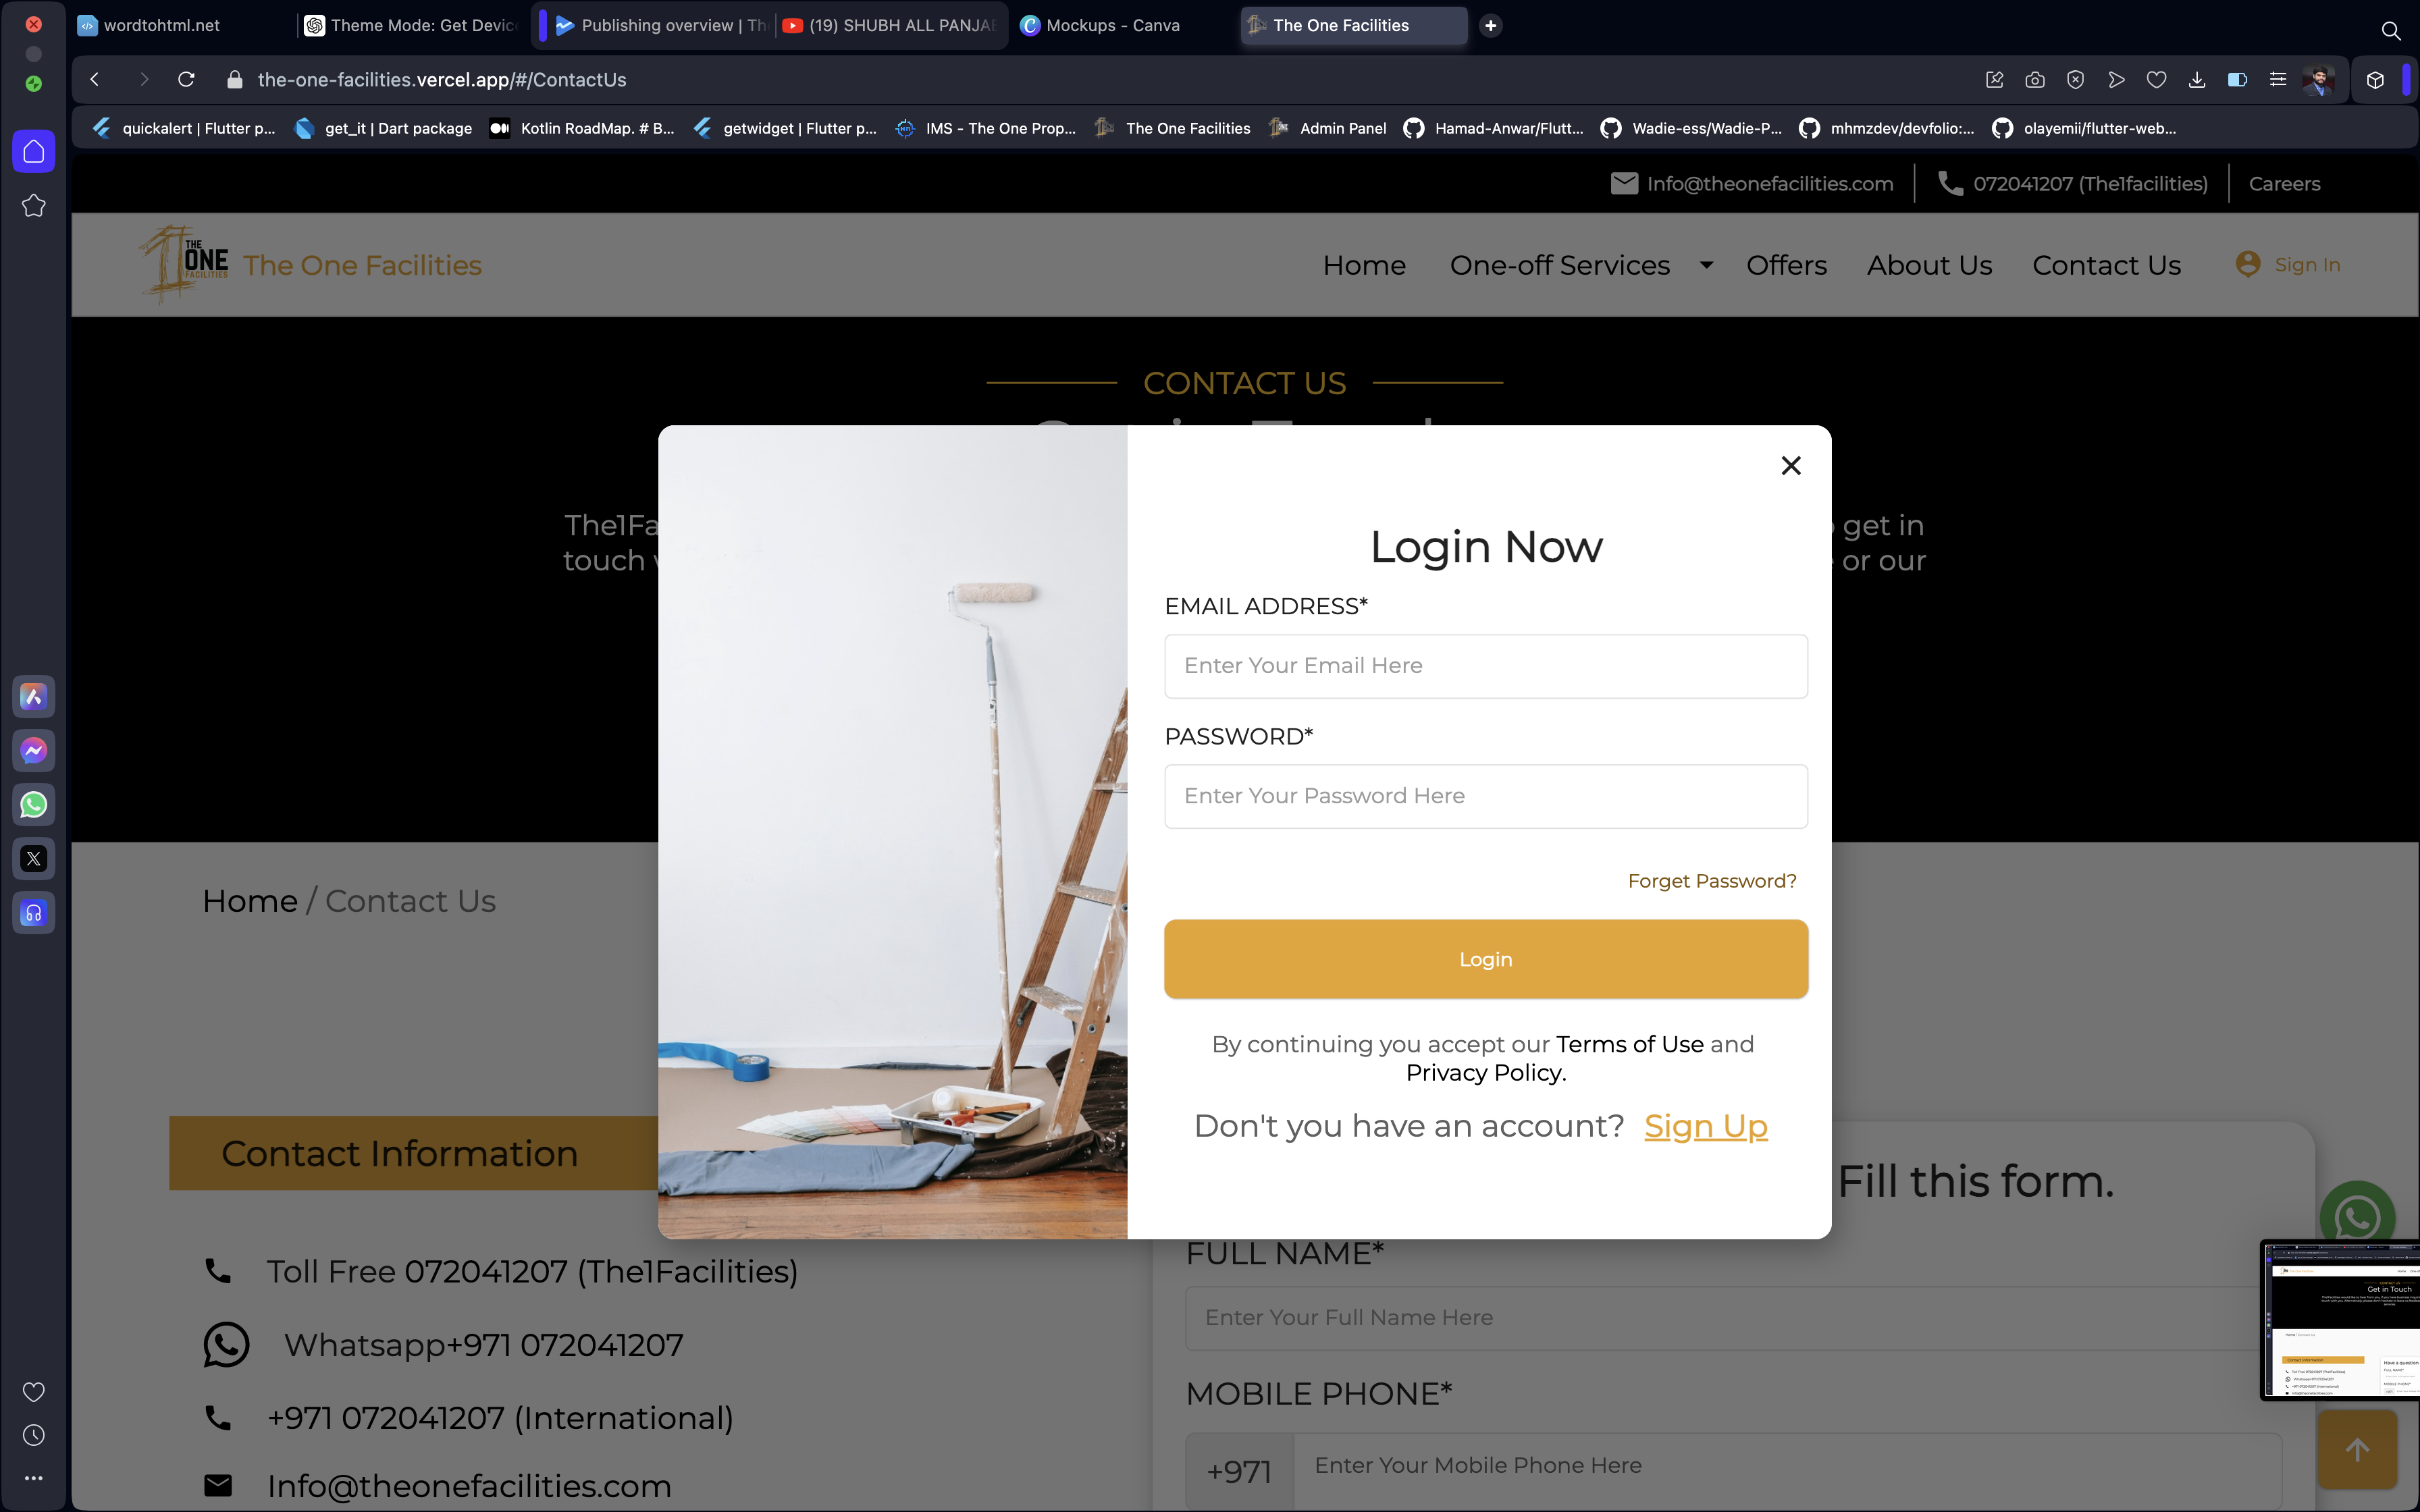 wordtohtml.net
Theme Mode: Get Devic
Publishing overview | Th
(19) SHUBH ALL PANJAB
Mockups - Canva
The One Facilities
the-one-facilities.vercel.app/#/ContactUs
quickalert | Flutter p...
get_it | Dart package
Kotlin RoadMap. # B...
getwidget | Flutter p...
IMS - The One Prop...
The One Facilities
Admin Panel
Hamad-Anwar/Flutt...
Wadie-ess/Wadie-P...
mhmzdev/devfolio:...
olayemii/flutter-web...
Info@theonefacilities.com
072041207 (The1facilities)
Careers
THE ONE FACILITIES
The One Facilities
Home
One-off Services
Offers
About Us
Contact Us
Sign In
CONTACT US
The1Fa
get in
touch
or our
Login Now
EMAIL ADDRESS*
Enter Your Email Here
PASSWORD*
Enter Your Password Here
Forget Password?
Login
By continuing you accept our Terms of Use and
Privacy Policy.
Don't you have an account? Sign Up
Home / Contact Us
Contact Information
Toll Free 072041207 (The1Facilities)
Whatsapp+971 072041207
+971 072041207 (International)
Info@theonefacilities.com
Fill this form.
FULL NAME*
Enter Your Full Name Here
MOBILE PHONE*
+971
Enter Your Mobile Phone Here
Get in Touch